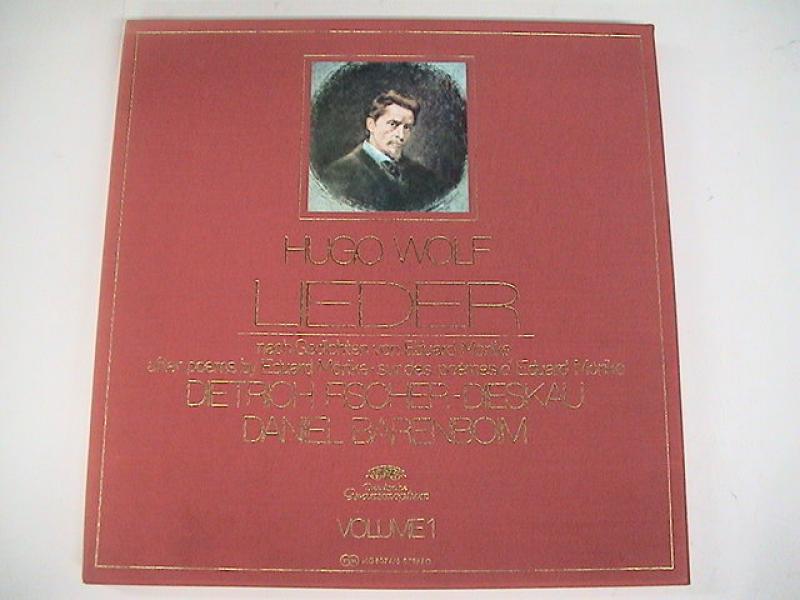 HUGO WOLF
LIEDER
nach Gedichten von Eduard Mörike
after poems by Eduard Mörike · sur des poèmes d'Eduard Mörike
DIETRICH FISCHER-DIESKAU
DANIEL BARENBOIM
Deutsche
Grammophon
VOLUME 1
STEREO